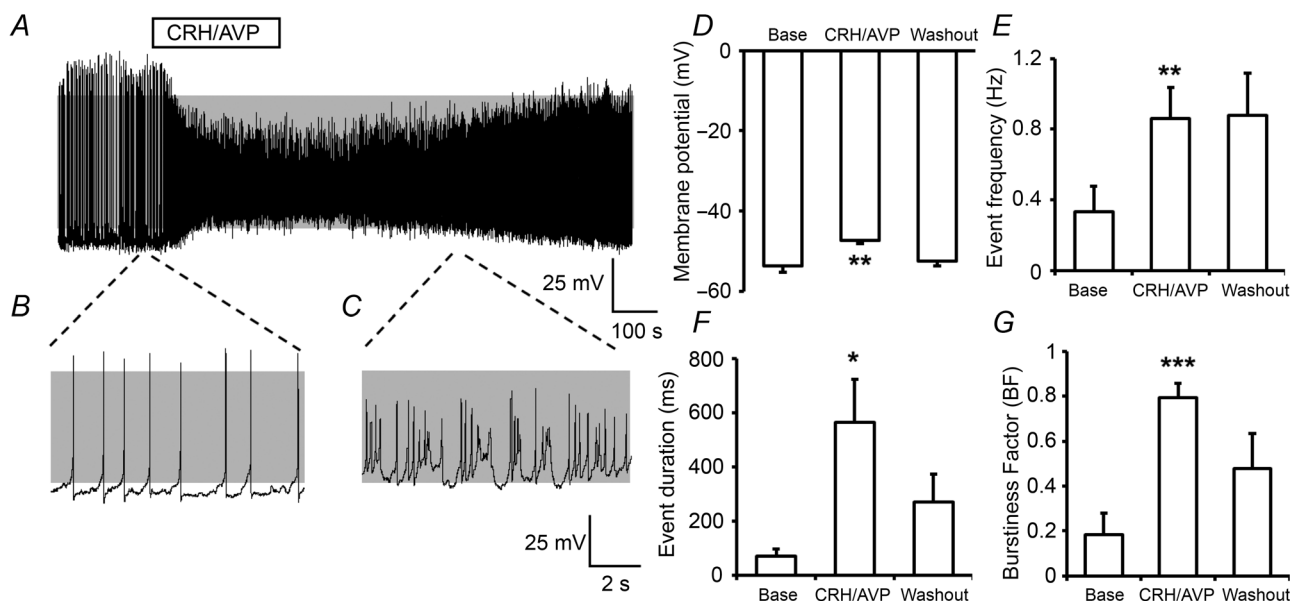 A
CRH/AVP
25 mV
100 s
B
C
25 mV
2 s
D
Base CRH/AVP Washout
Membrane potential (mV)
0
–20
–40
–60
**
E
Event frequency (Hz)
1.2
0.8
0.4
0
**
Base CRH/AVP Washout
F
Event duration (ms)
800
600
400
200
0
*
Base CRH/AVP Washout
G
Burstiness Factor (BF)
1
0.8
0.6
0.4
0.2
0
***
Base CRH/AVP Washout